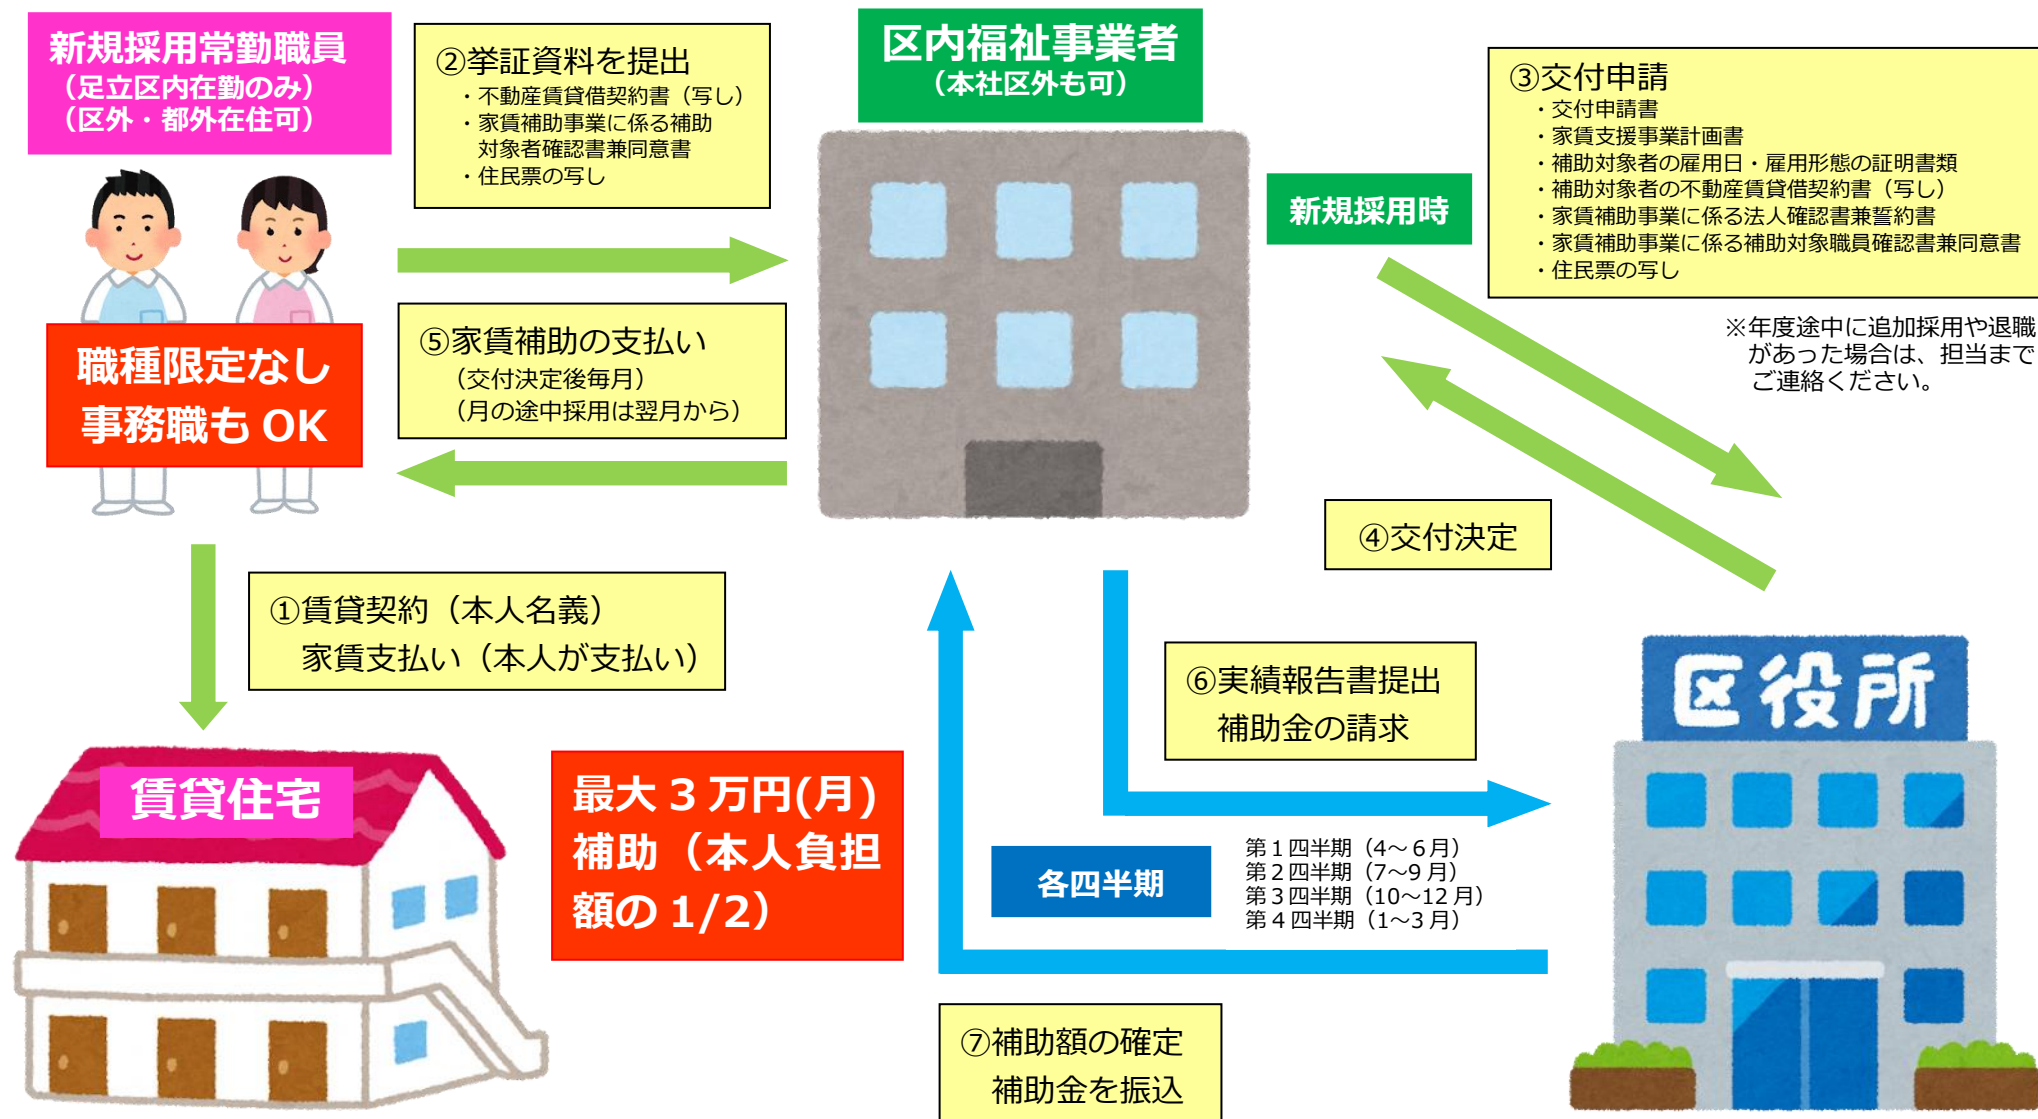 新規採用常勤職員
（足立区内在勤のみ）
（区外・都外在住可）
②挙証資料を提出
・不動産賃貸借契約書（写し）
・家賃補助事業に係る補助
対象者確認書兼同意書
・住民票の写し
区内福祉事業者
（本社区外も可）
新規採用時
③交付申請
・交付申請書
・家賃支援事業計画書
・補助対象者の雇用日・雇用形態の証明書類
・補助対象者の不動産賃貸借契約書（写し）
・家賃補助事業に係る法人確認書兼誓約書
・家賃補助事業に係る補助対象職員確認書兼同意書
・住民票の写し
※年度途中に追加採用や退職
があった場合は、担当まで
ご連絡ください。
職種限定なし
事務職も OK
⑤家賃補助の支払い
（交付決定後毎月）
（月の途中採用は翌月から）
④交付決定
①賃貸契約（本人名義）
家賃支払い（本人が支払い）
賃貸住宅
最大 3 万円(月)
補助（本人負担
額の 1/2）
⑥実績報告書提出
補助金の請求
各四半期
第１四半期（4～６月）
第２四半期（7～９月）
第３四半期（10～12 月）
第４四半期（1～3 月）
⑦補助額の確定
補助金を振込
区役所